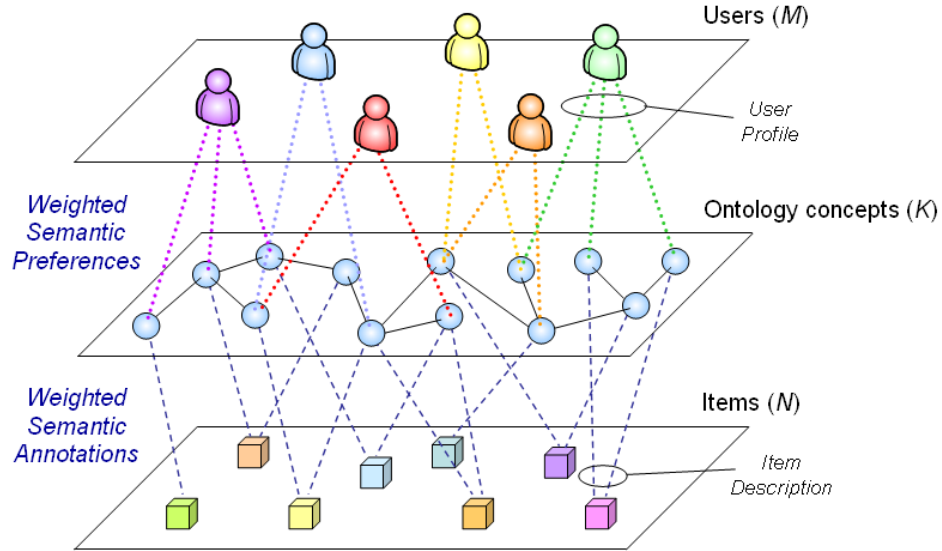 Users (M)
User
Profile
Weighted
Semantic
Preferences
Ontology concepts (K)
Weighted
Semantic
Annotations
Items (N)
Item
Description